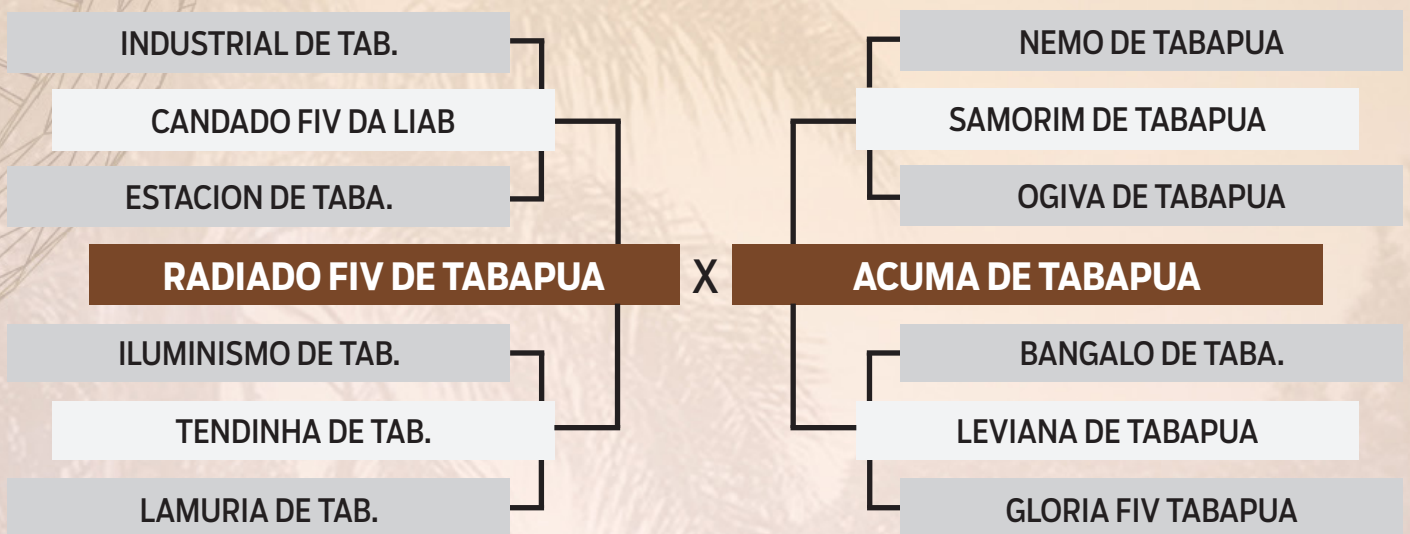 INDUSTRIAL DE TAB.
CANDADO FIV DA LIAB
ESTACION DE TABA.
RADIADO FIV DE TABAPUA
ILUMINISMO DE TAB.
TENDINHA DE TAB.
LAMURIA DE TAB.
X
NEMO DE TABAPUA
SAMORIM DE TABAPUA
OGIVA DE TABAPUA
ACUMA DE TABAPUA
BANGALO DE TABA.
LEVIANA DE TABAPUA
GLORIA FIV TABAPUA